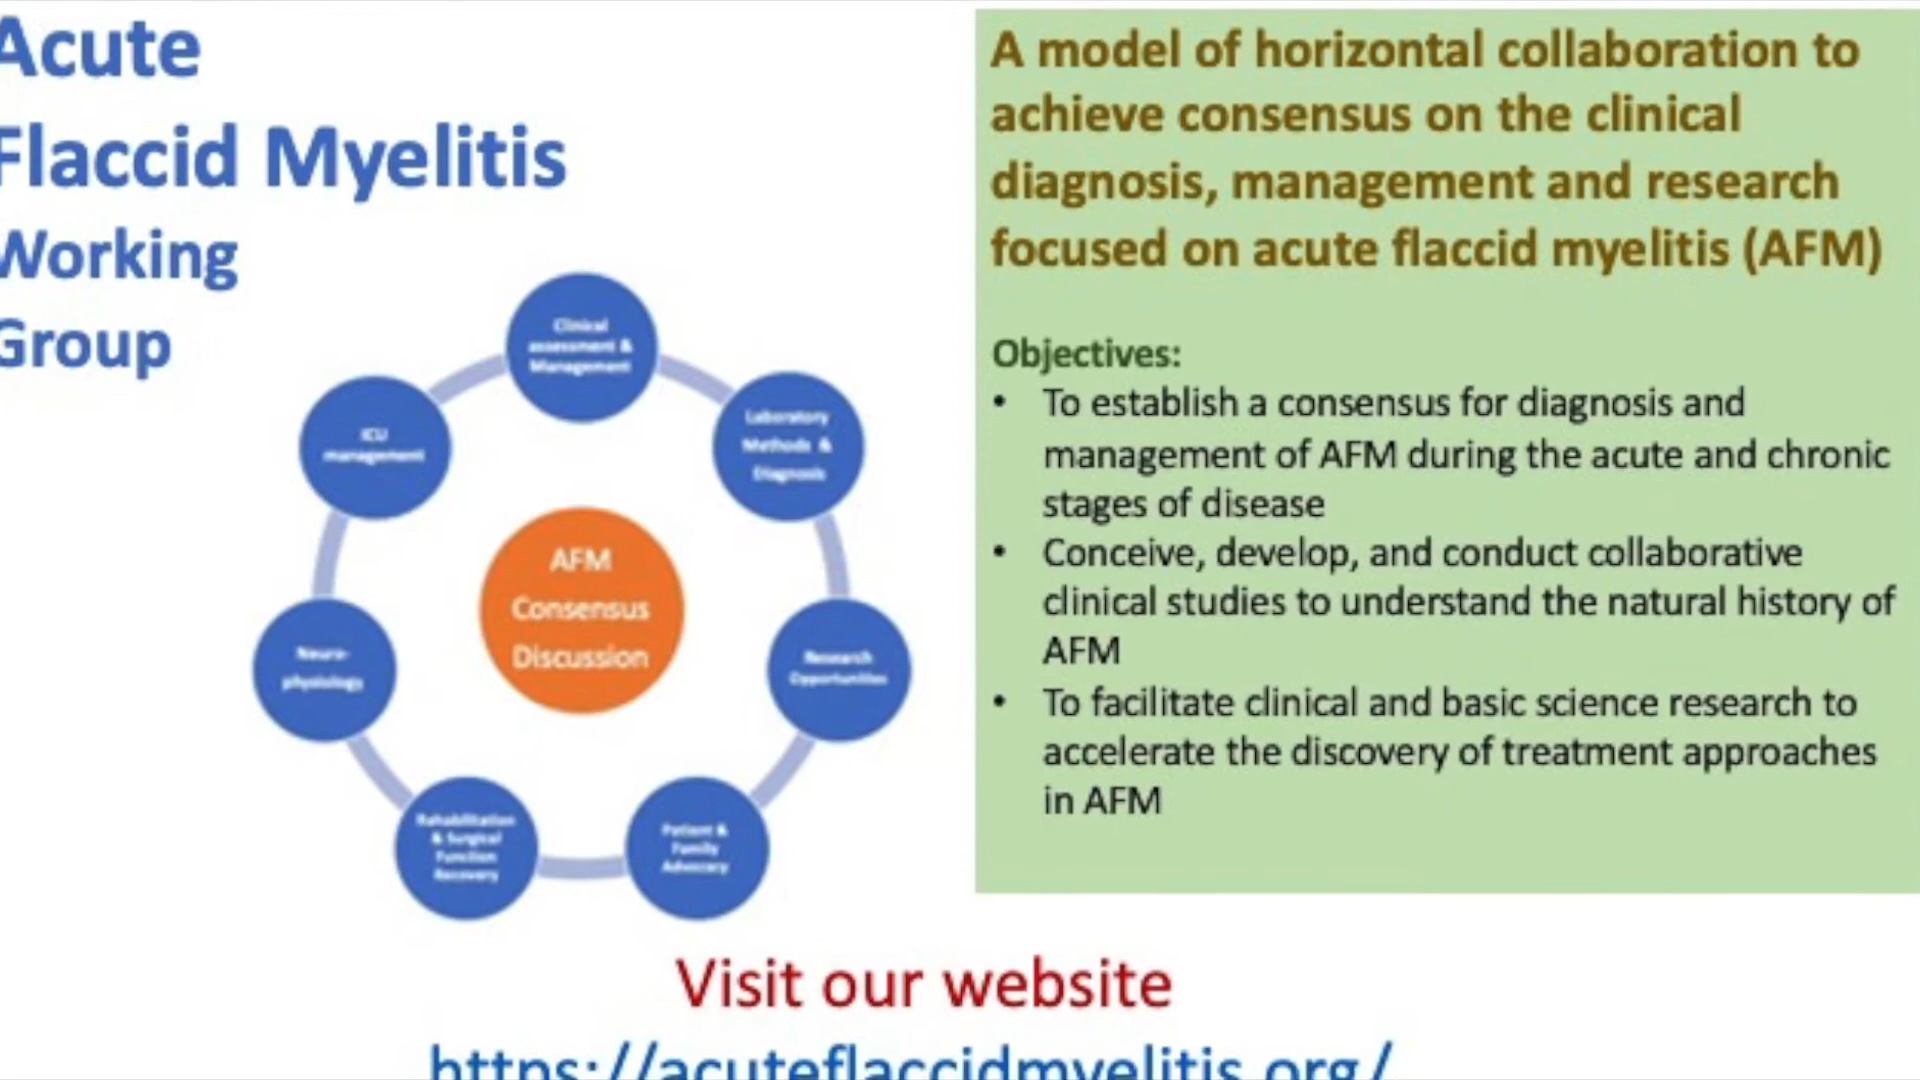 Acute
Flaccid Myelitis
Working
Group
A model of horizontal collaboration to
achieve consensus on the clinical
diagnosis, management and research
focused on acute flaccid myelitis (AFM)
Objectives:
• To establish a consensus for diagnosis and
management of AFM during the acute and chronic
stages of disease
• Conceive, develop, and conduct collaborative
clinical studies to understand the natural history of
AFM
• To facilitate clinical and basic science research to
accelerate the discovery of treatment approaches
in AFM
Clinical
assessment &
Management
Laboratory
Methods &
Diagnosis
Research
Opportunities
Patient &
Family
Advocacy
Rehabilitation
& Surgical
Function
Recovery
Neuro-
physiology
ICU
management
AFM
Consensus
Discussion
Visit our website
https://acuteflaccidmyelitis.org/